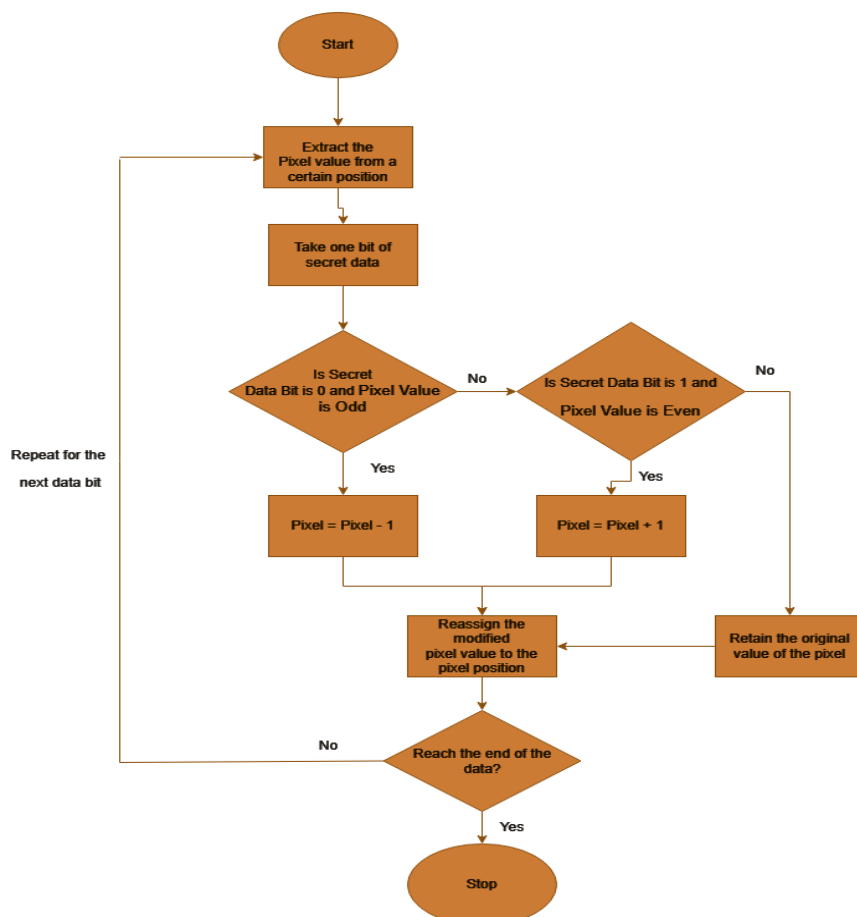 Start
Extract the
Pixel value from a
certain position
Take one bit of
secret data
Is Secret
Data Bit is 0 and Pixel Value
is Odd
No
Is Secret Data Bit is 1 and
Pixel Value is Even
No
Repeat for the
next data bit
Yes
Yes
Pixel = Pixel - 1
Pixel = Pixel + 1
Reassign the
modified
pixel value to the
pixel position
Retain the original
value of the pixel
No
Reach the end of the
data?
Yes
Stop